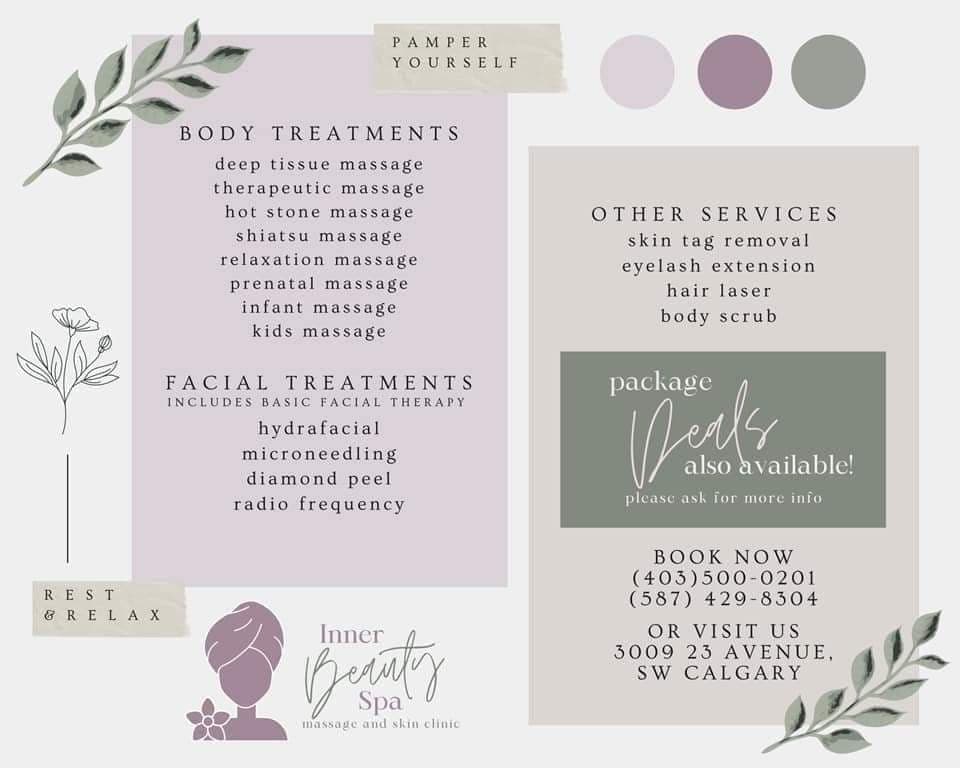 PAMPER
YOURSELF
BODY TREATMENTS
deep tissue massage
therapeutic massage
hot stone massage
shiatsu massage
relaxation massage
prenatal massage
infant massage
kids massage
FACIAL TREATMENTS
INCLUDES BASIC FACIAL THERAPY
hydrafacial
microneedling
diamond peel
radio frequency
REST
& RELAX
Inner
Beauty
Spa
massage and skin clinic
OTHER SERVICES
skin tag removal
eyelash extension
hair laser
body scrub
package
Deals
also available!
please ask for more info
BOOK NOW
(403)500-0201
(587) 429-8304
OR VISIT US
3009 23 AVENUE,
SW CALGARY